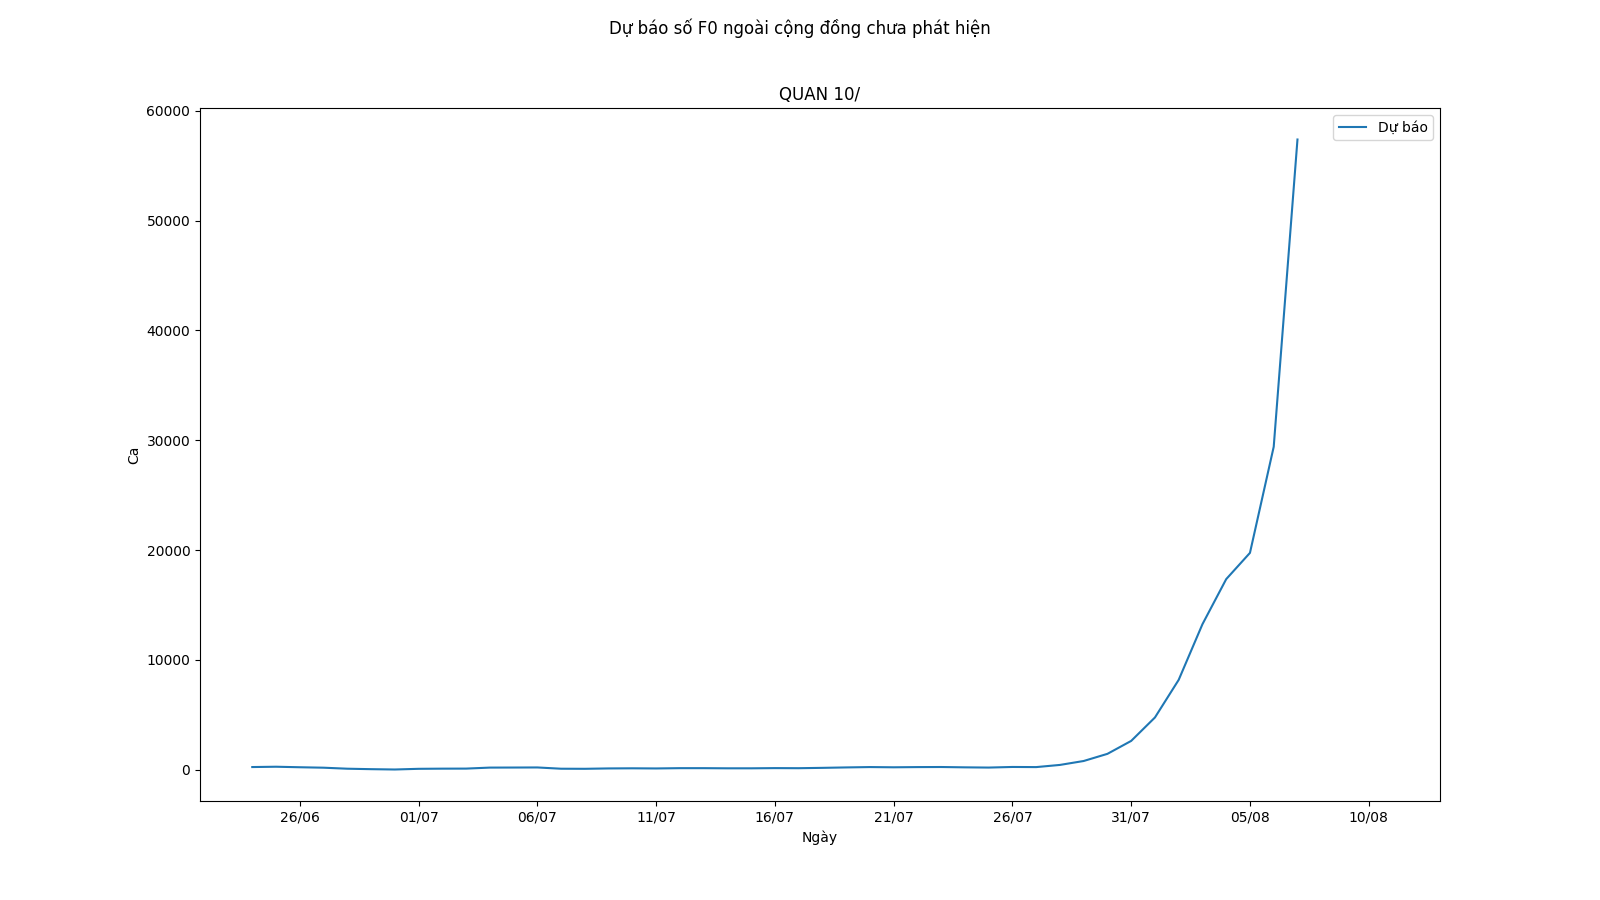 Dự báo số F0 ngoài cộng đồng chưa phát hiện
QUAN 10/
Dự báo
60000
50000
40000
30000
20000
10000
0
Ca
26/06 01/07 06/07 11/07 16/07 21/07 26/07 31/07 05/08 10/08
Ngày